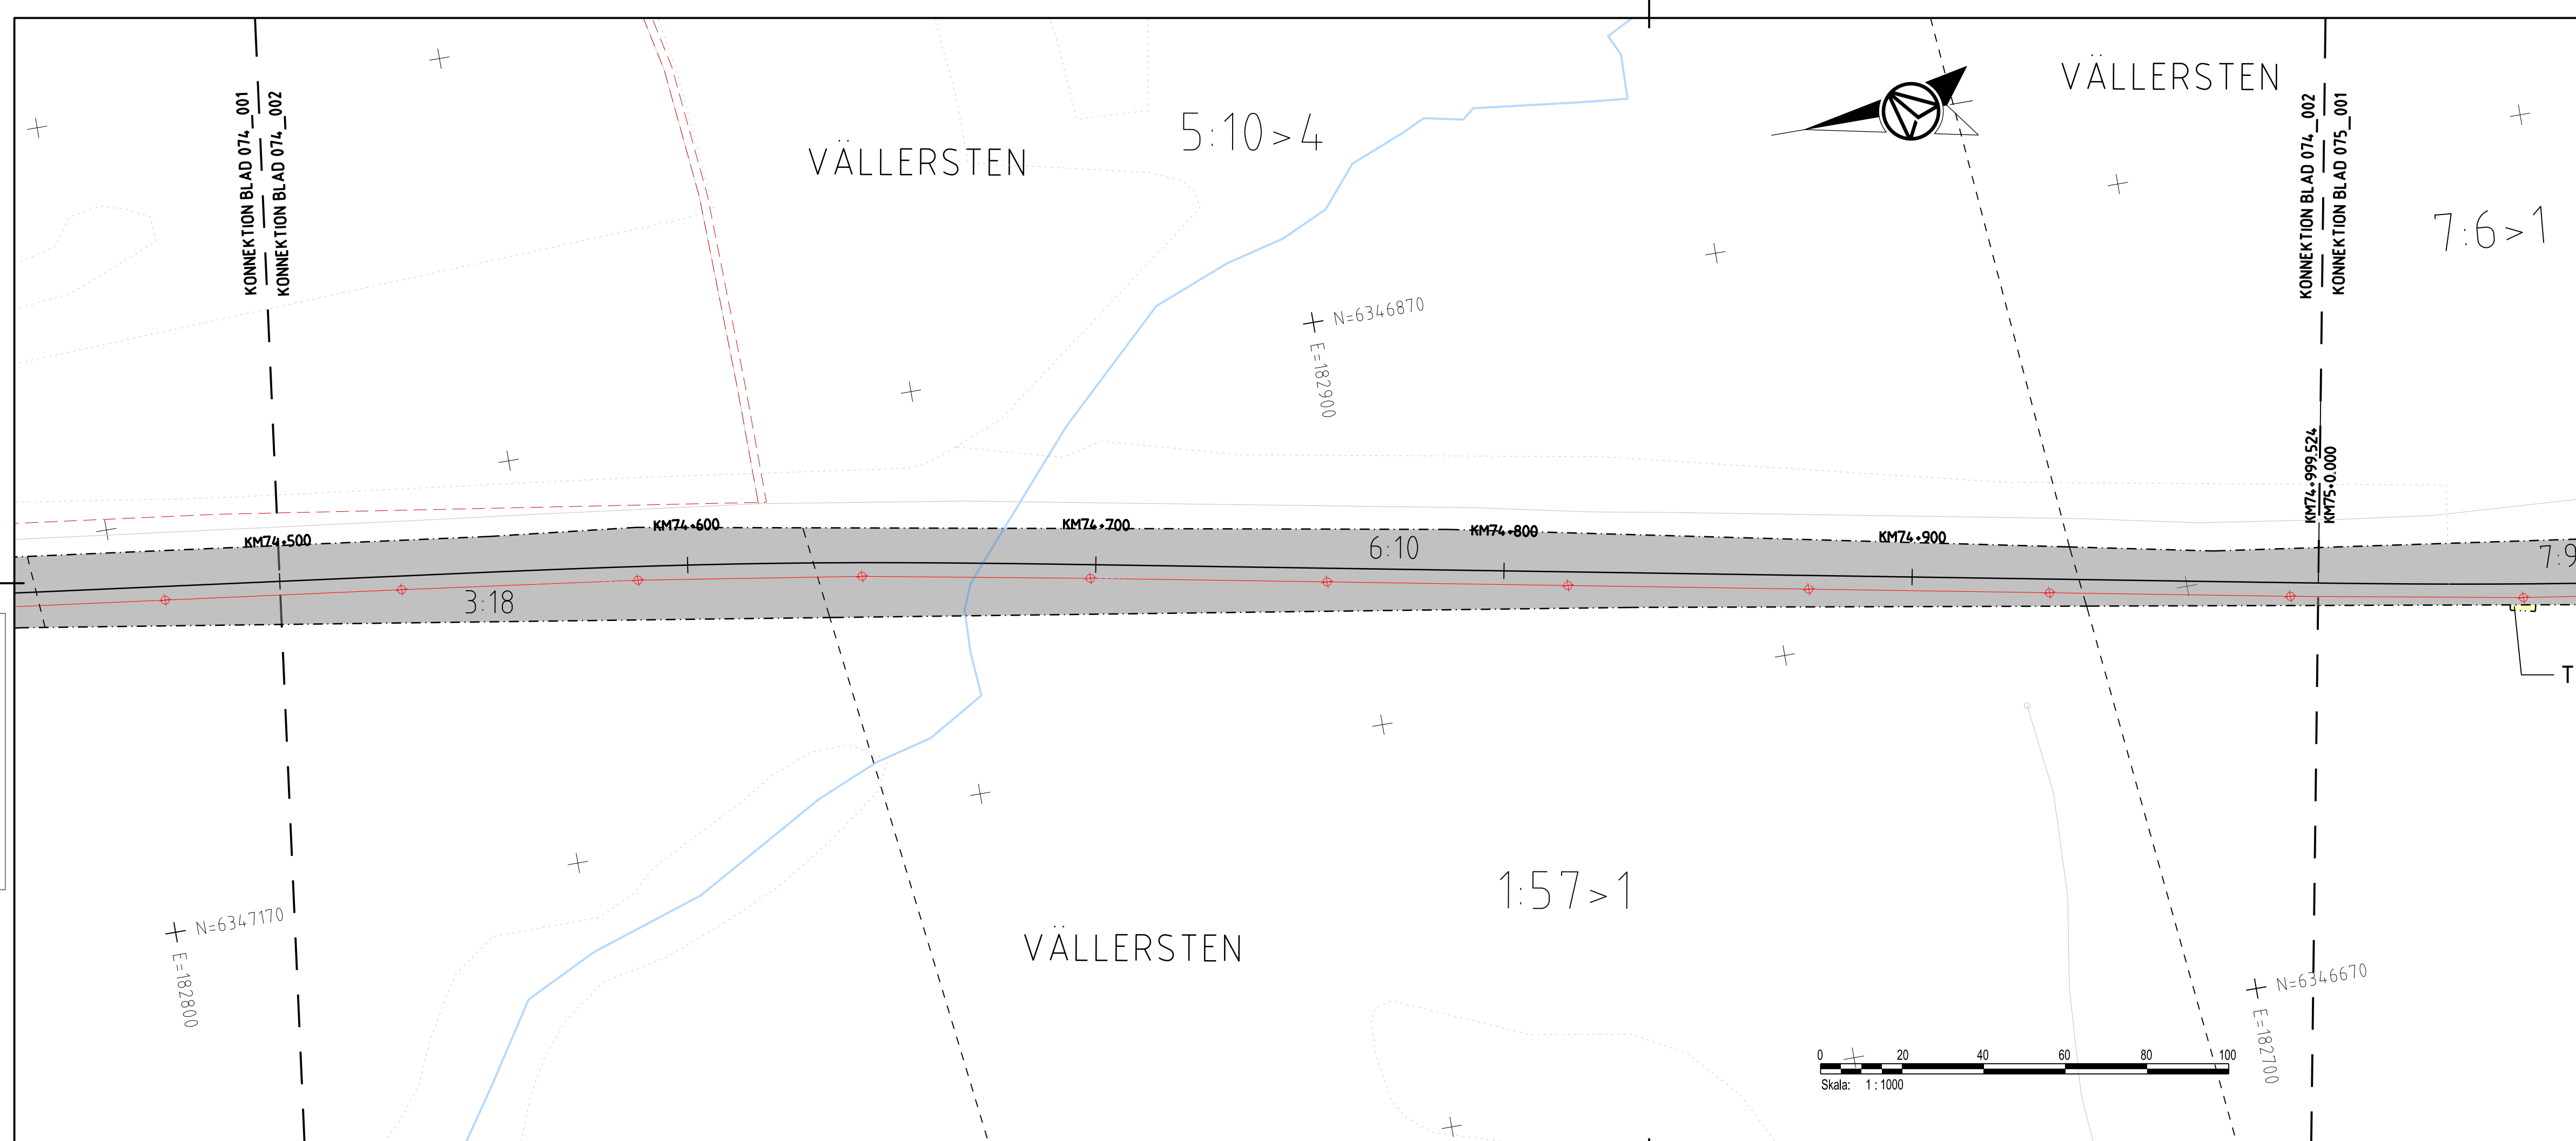 KONNEKTION BLAD 074_001
KONNEKTION BLAD 074_002
VÄLLERSTEN
5:10>4
VÄLLERSTEN
KONNEKTION BLAD 074_002
KONNEKTION BLAD 075_001
7:6>1
N=6346870
E=182900
KM74+999.524
KM75+0.000
KM74+500
KM74+600
KM74+700
KM74+800
KM74+900
6:10
7:9
3:18
T
1:57>1
VÄLLERSTEN
N=6347170
E=182800
N=6346670
E=182700
0 20 40 60 80 100
Skala: 1 : 1000